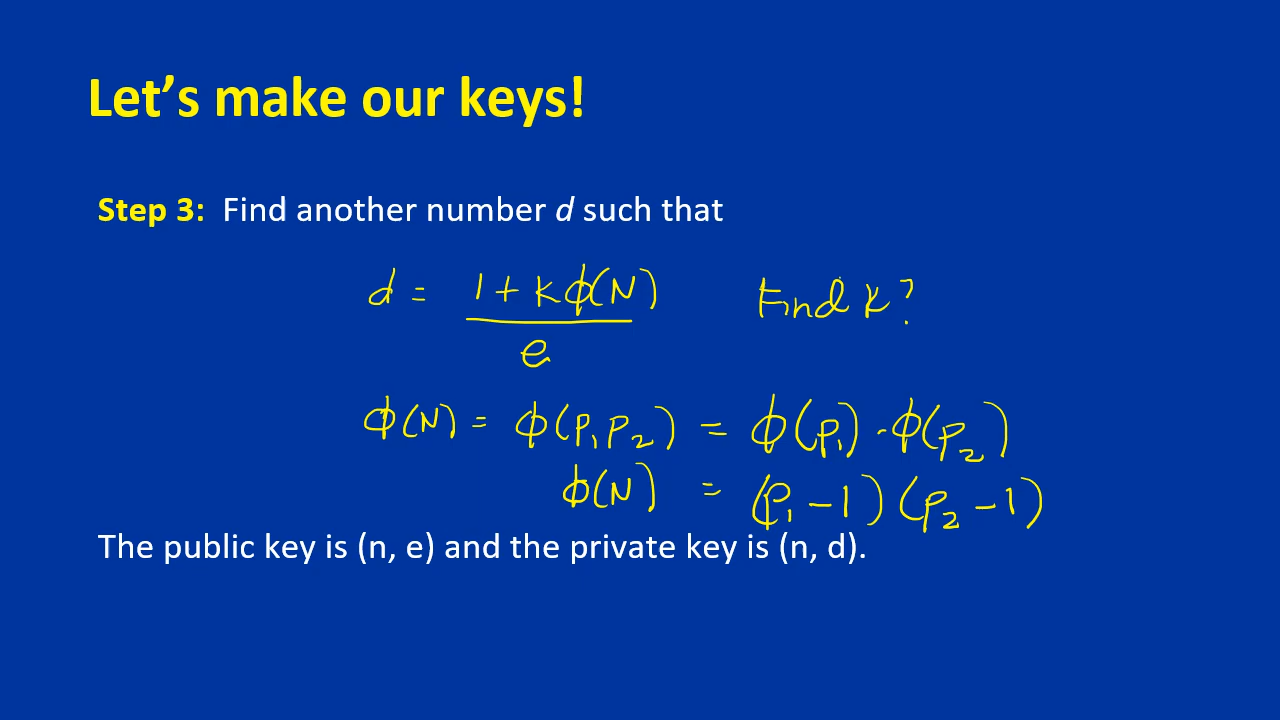 Let’s make our keys!
Step 3: Find another number d such that
d = 1 + kϕ(N) Find k?
e
ϕ(N) = ϕ(p₁p₂) = ϕ(p₁) · ϕ(p₂)
ϕ(N) = (p₁ − 1)(p₂ − 1)
The public key is (n, e) and the private key is (n, d).